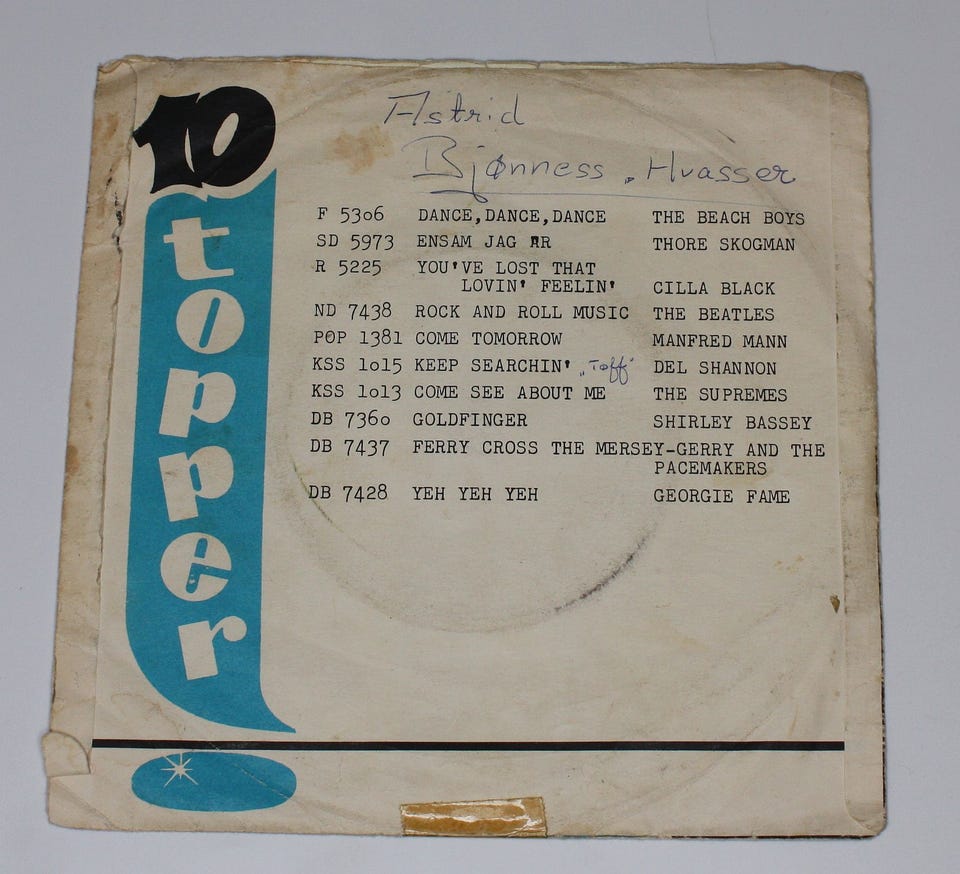 10
topper
Astrid
Bjønness, Hvasser
F 5306 DANCE,DANCE,DANCE THE BEACH BOYS
SD 5973 ENSAM JAG ÄR THORE SKOGMAN
R 5225 YOU'VE LOST THAT
LOVIN' FEELIN' CILLA BLACK
ND 7438 ROCK AND ROLL MUSIC THE BEATLES
POP 1381 COME TOMORROW MANFRED MANN
KSS 1o15 KEEP SEARCHIN' „Toff" DEL SHANNON
KSS 1o13 COME SEE ABOUT ME THE SUPREMES
DB 736o GOLDFINGER SHIRLEY BASSEY
DB 7437 FERRY CROSS THE MERSEY-GERRY AND THE
PACEMAKERS
DB 7428 YEH YEH YEH GEORGIE FAME